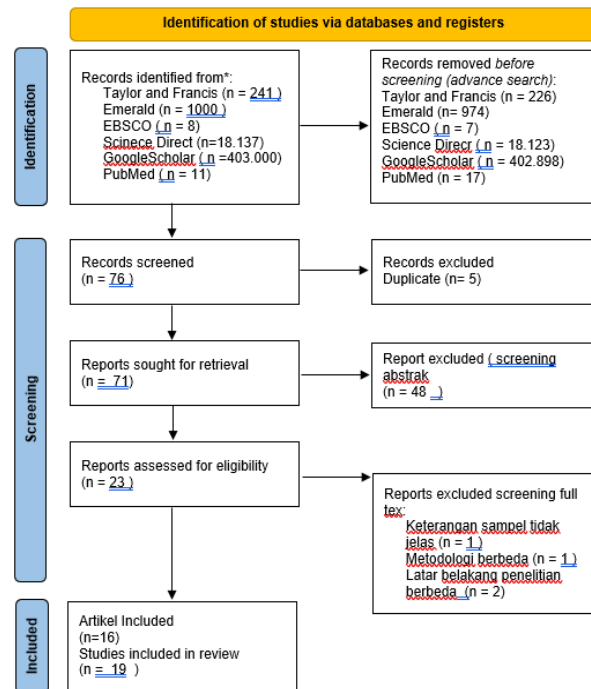 Identification of studies via databases and registers
Identification
Records identified from*:
Taylor and Francis (n = 241 )
Emerald (n = 1000 )
EBSCO ( n = 8)
Scinece Direct (n=18.137)
GoogleScholar ( n =403.000)
PubMed (n = 11)
Records removed before
screening (advance search):
Taylor and Francis (n = 226)
Emerald (n= 974)
EBSCO ( n = 7)
Science Direcr ( n = 18.123)
GoogleScholar ( n = 402.898)
PubMed (n = 17)
Screening
Records screened
(n = 76 )
Records excluded
Duplicate (n= 5)
Reports sought for retrieval
(n = 71)
Report excluded ( screening
abstrak
(n = 48 )
Reports assessed for eligibility
(n = 23 )
Reports excluded screening full
tex:
Keterangan sampel tidak
jelas (n = 1 )
Metodologi berbeda (n = 1 )
Latar belakang penelitian
berbeda (n = 2)
Included
Artikel Included
(n=16)
Studies included in review
(n = 19 )